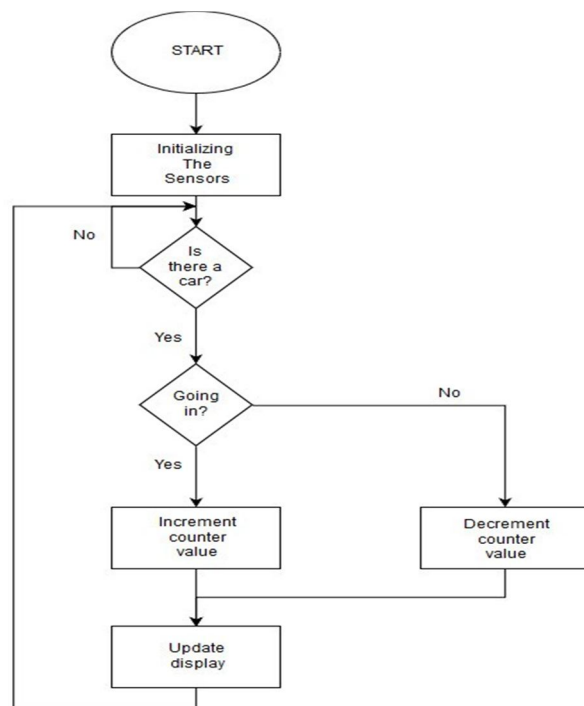 START
Initializing
The
Sensors
No
Is
there a
car?
Yes
Going
in?
No
Yes
Increment
counter
value
Decrement
counter
value
Update
display